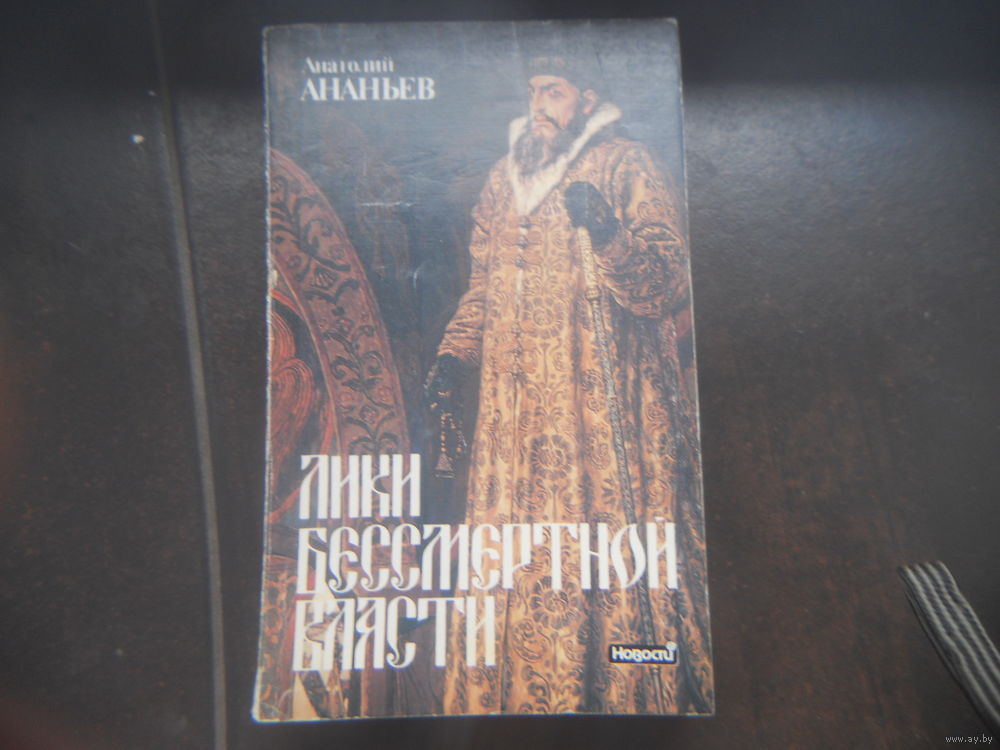 Анатолий
АНАНЬЕВ
ЛИКИ
БЕССМЕРТНОЙ
ВЛАСТИ
Новости
www.ay.by